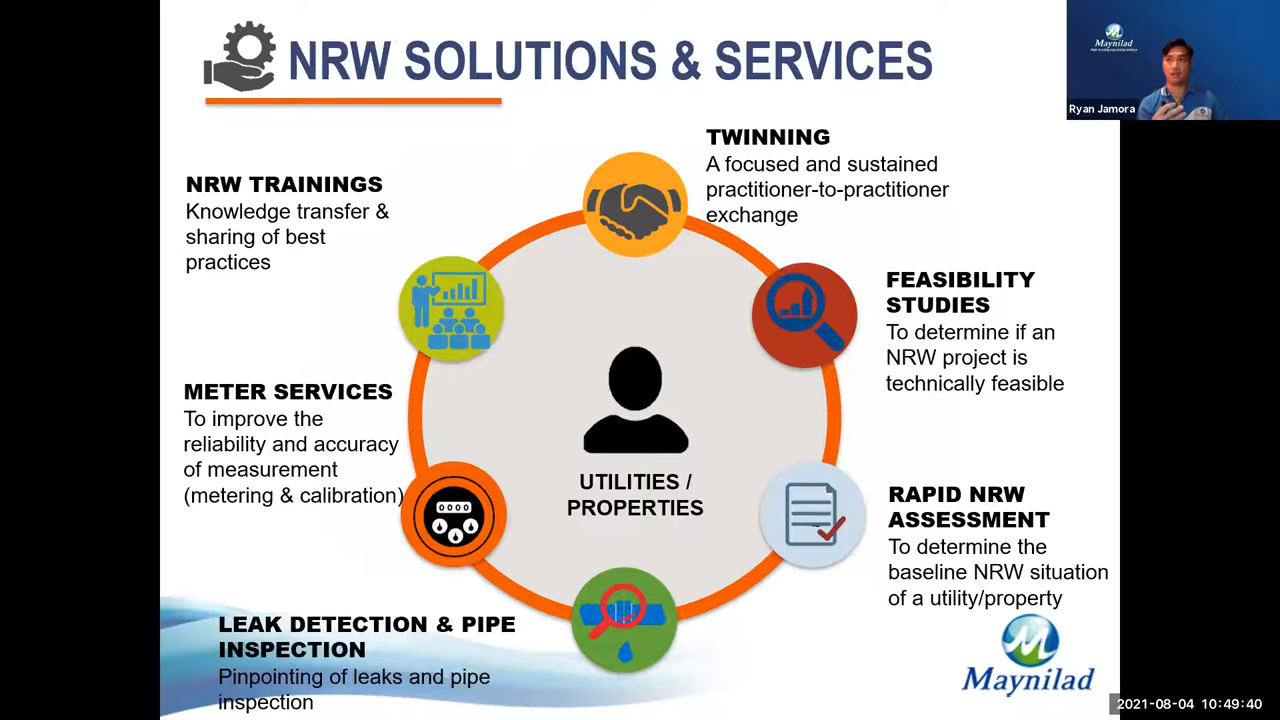 NRW SOLUTIONS & SERVICES
Maynilad
Ryan Jamora
TWINNING
A focused and sustained
practitioner-to-practitioner
exchange
NRW TRAININGS
Knowledge transfer &
sharing of best
practices
FEASIBILITY
STUDIES
To determine if an
NRW project is
technically feasible
METER SERVICES
To improve the
reliability and accuracy
of measurement
(metering & calibration)
0000
UTILITIES /
PROPERTIES
RAPID NRW
ASSESSMENT
To determine the
baseline NRW situation
of a utility/property
LEAK DETECTION & PIPE
INSPECTION
Pinpointing of leaks and pipe
inspection
Maynilad
2021-08-04 10:49:40